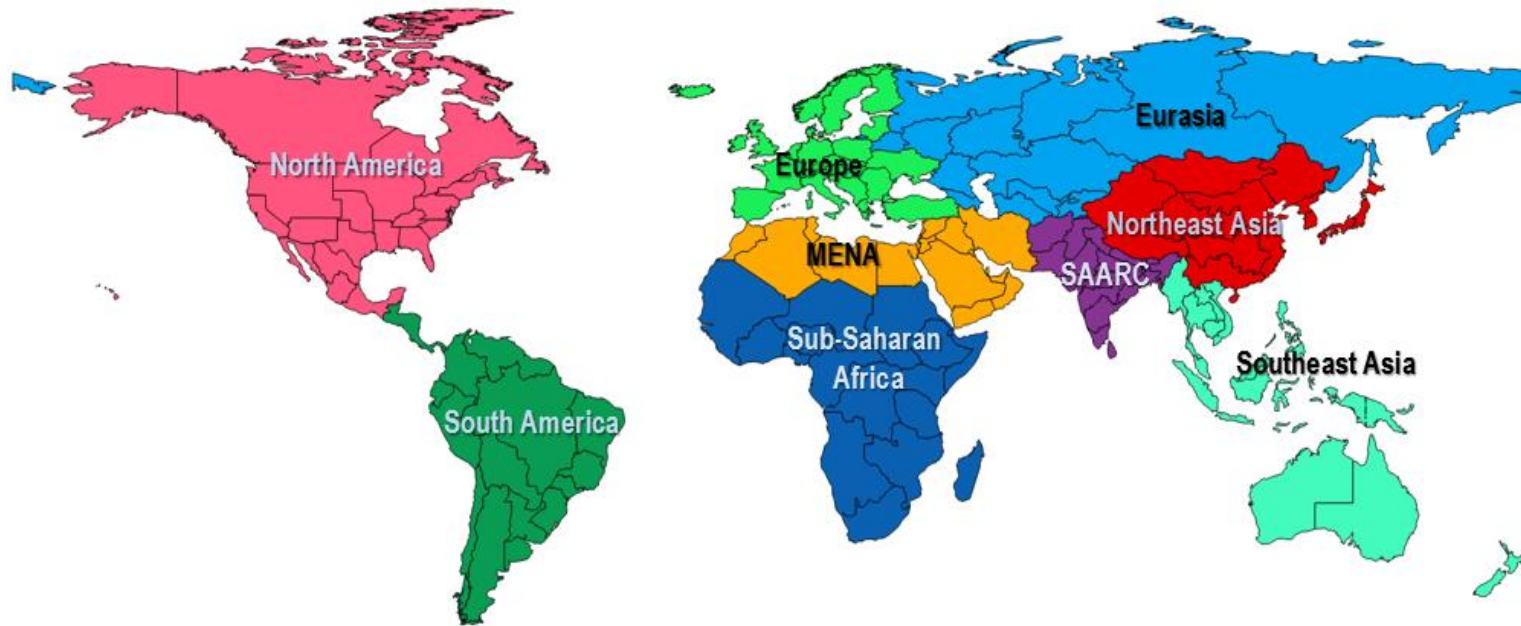 Eurasia
North America
Europe
Northeast Asia
MENA
SAARC
Sub-Saharan
Africa
Southeast Asia
South America